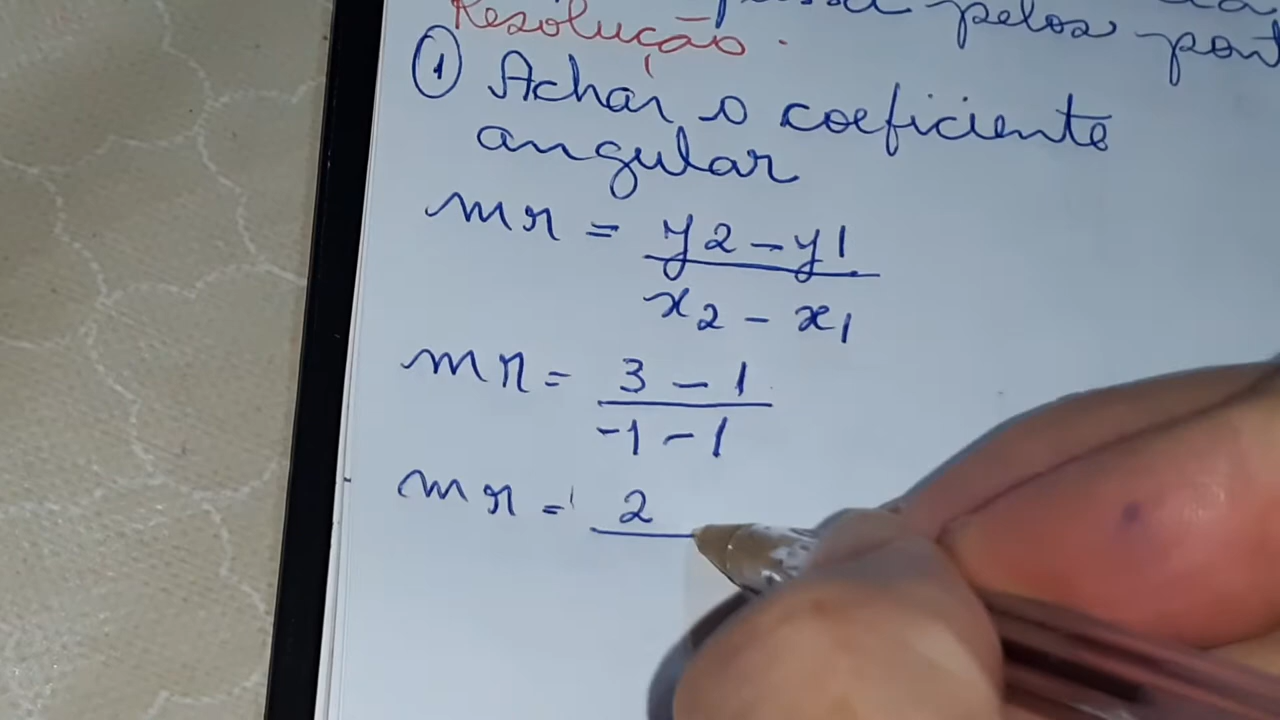 pelos
Resolução.
① Achar o coeficiente
angular
mr = y2 - y1
x2 - x1
mr = 3 - 1
-1 - 1
mr = 2